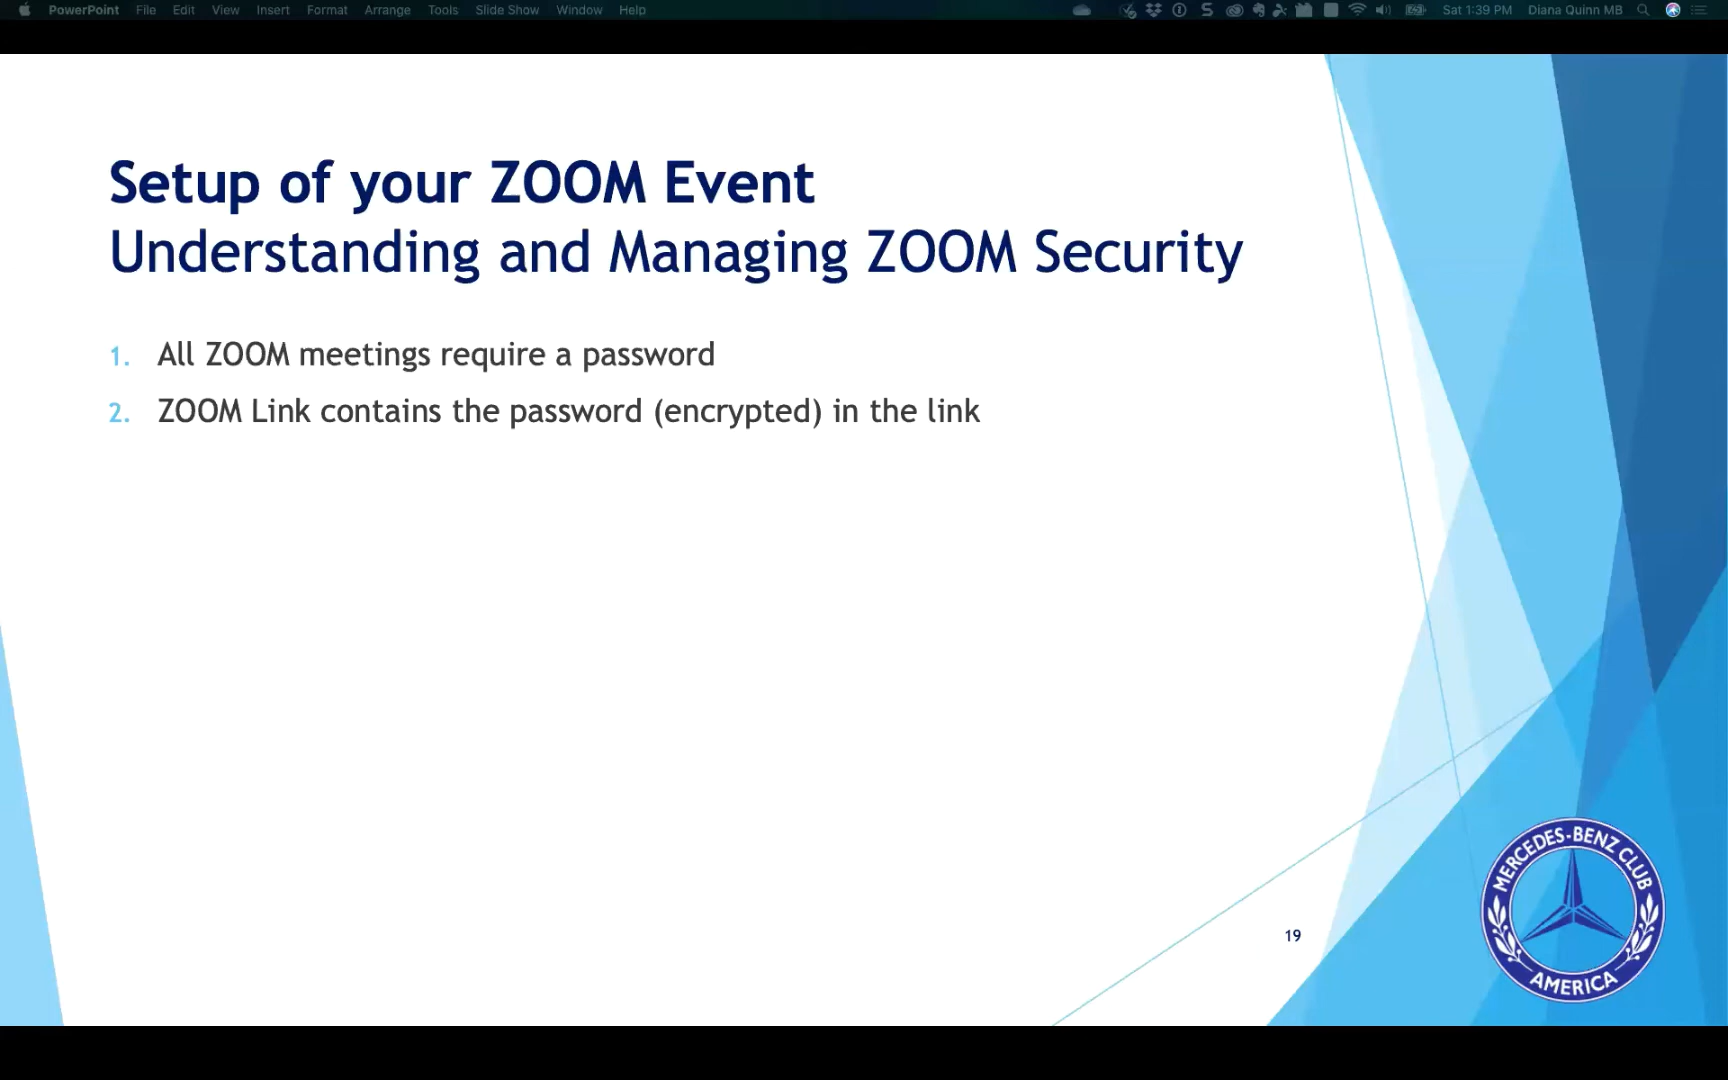 PowerPoint File Edit View Insert Format Arrange Tools Slide Show Window Help Sat 1:39 PM Diana Quinn MB
Setup of your ZOOM Event
Understanding and Managing ZOOM Security
1. All ZOOM meetings require a password
2. ZOOM Link contains the password (encrypted) in the link
19
MERCEDES-BENZ CLUB
AMERICA